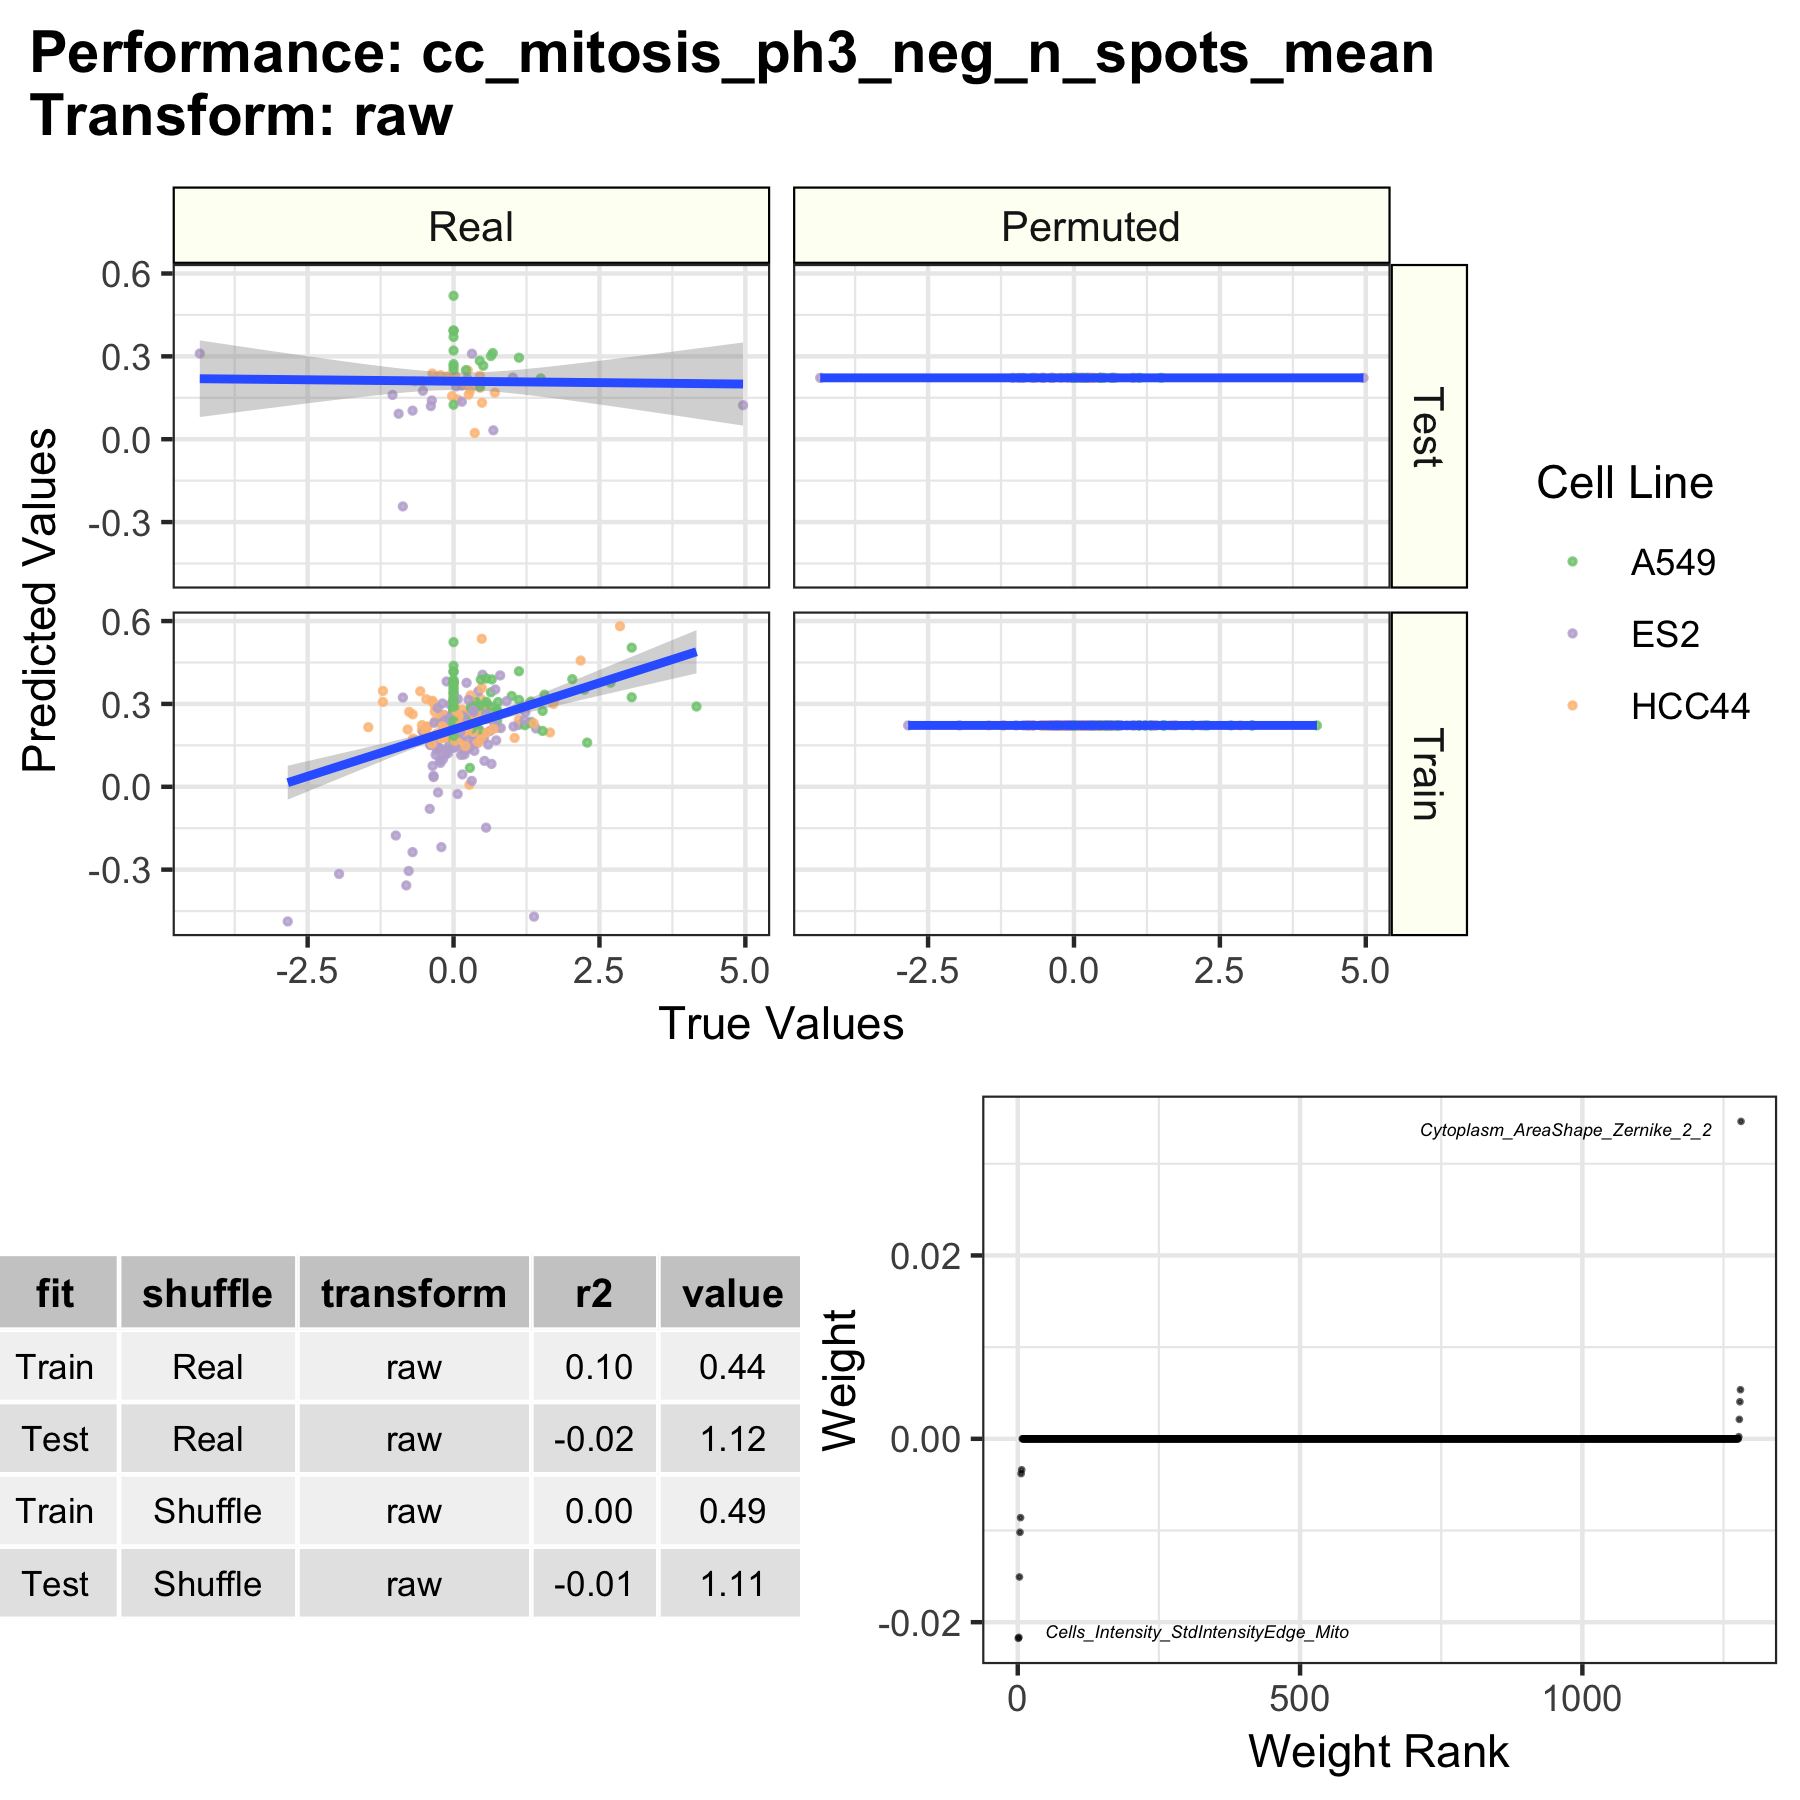 Performance: cc_mitosis_ph3_neg_n_spots_mean
Transform: raw
Real
Permuted
0.6
0.3
0.0
-0.3
Test
0.6
0.3
0.0
-0.3
Train
Predicted Values
-2.5 0.0 2.5 5.0
-2.5 0.0 2.5 5.0
True Values
Cell Line
A549
ES2
HCC44
fit shuffle transform r2 value
Train Real raw 0.10 0.44
Test Real raw -0.02 1.12
Train Shuffle raw 0.00 0.49
Test Shuffle raw -0.01 1.11
Cytoplasm_AreaShape_Zernike_2_2
0.02
0.00
-0.02
Weight
Cells_Intensity_StdIntensityEdge_Mito
0 500 1000
Weight Rank